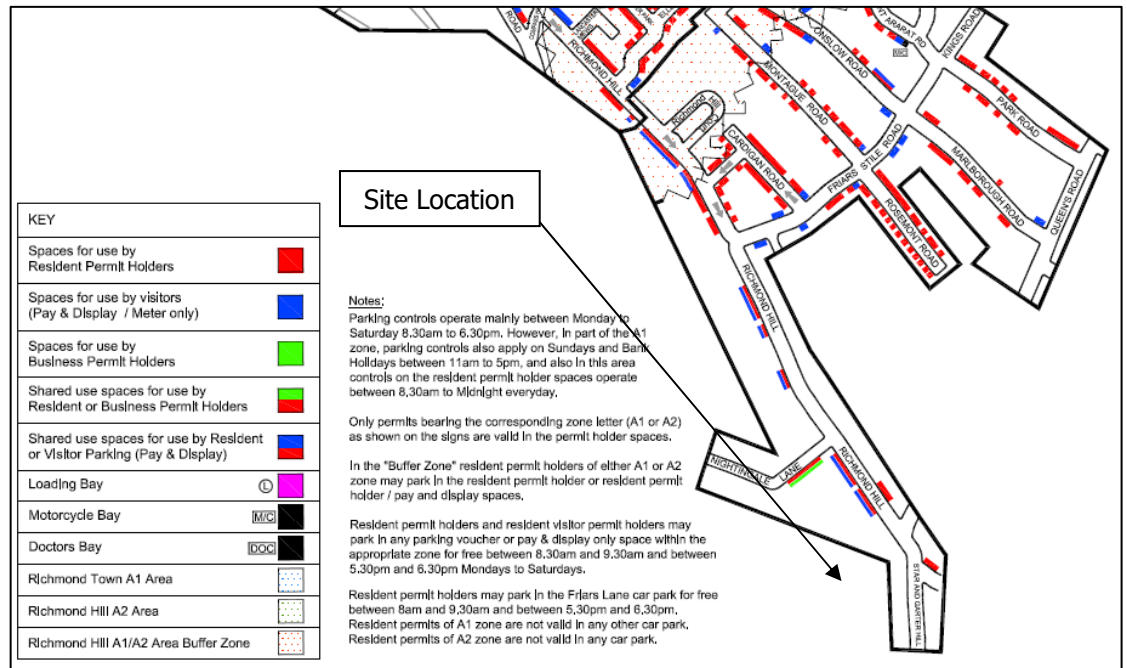 ROAD
COMPASS
LANCASTER
MEWS
PARK
ELL
RICHMOND HILL
ONSLOW ROAD
NT ARARAT RD
M/C
KINGS ROAD
MONTAGUE ROAD
PARK ROAD
Richmond Hill Court
CARDIGAN ROAD
FRIARS STILE ROAD
MARLBOROUGH ROAD
QUEEN'S ROAD
ROSEMONT ROAD
Site Location
RICHMOND HILL
NIGHTINGALE LANE
RICHMOND HILL
STAR AND GARTER HILL
KEY
Spaces for use by
Resident Permit Holders
Spaces for use by visitors
(Pay & Display / Meter only)
Spaces for use by
Business Permit Holders
Shared use spaces for use by
Resident or Business Permit Holders
Shared use spaces for use by Resident
or Visitor Parking (Pay & Display)
Loading Bay Ⓛ
Motorcycle Bay M/C
Doctors Bay DOC
Richmond Town A1 Area
Richmond Hill A2 Area
Richmond Hill A1/A2 Area Buffer Zone
Notes:
Parking controls operate mainly between Monday to
Saturday 8.30am to 6.30pm. However, in part of the A1
zone, parking controls also apply on Sundays and Bank
Holidays between 11am to 5pm, and also in this area
controls on the resident permit holder spaces operate
between 8.30am to Midnight everyday.
Only permits bearing the corresponding zone letter (A1 or A2)
as shown on the signs are valid in the permit holder spaces.
In the "Buffer Zone" resident permit holders of either A1 or A2
zone may park in the resident permit holder or resident permit
holder / pay and display spaces.
Resident permit holders and resident visitor permit holders may
park in any parking voucher or pay & display only space within the
appropriate zone for free between 8.30am and 9.30am and between
5.30pm and 6.30pm Mondays to Saturdays.
Resident permit holders may park in the Friars Lane car park for free
between 8am and 9.30am and between 5.30pm and 6.30pm.
Resident permits of A1 zone are not valid in any other car park.
Resident permits of A2 zone are not valid in any car park.